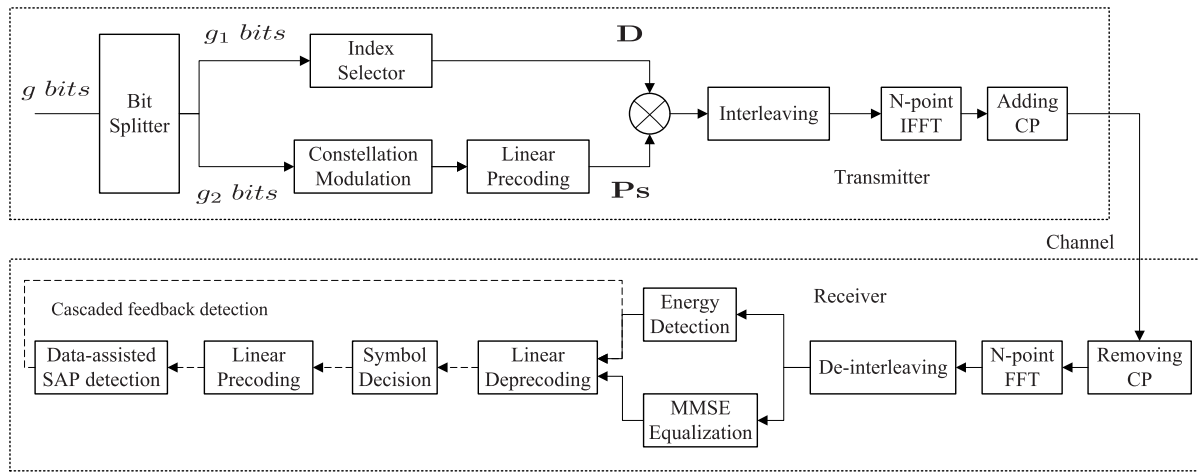 g bits
Bit
Splitter
g1 bits
Index
Selector
D
g2 bits
Constellation
Modulation
Linear
Precoding
Ps
Interleaving
N-point
IFFT
Adding
CP
Transmitter
Channel
Receiver
Removing
CP
N-point
FFT
De-interleaving
Energy
Detection
MMSE
Equalization
Linear
Deprecoding
Symbol
Decision
Linear
Precoding
Data-assisted
SAP detection
Cascaded feedback detection